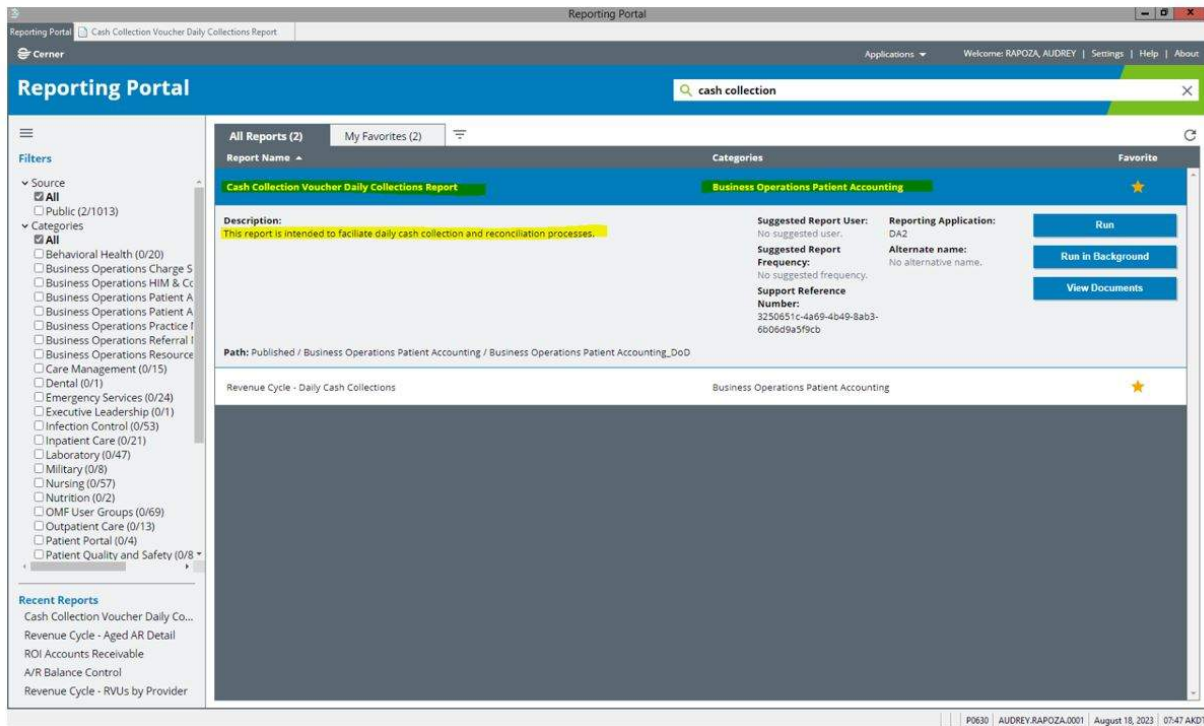 Reporting Portal
Reporting Portal Cash Collection Voucher Daily Collections Report
Cerner Applications Welcome: RAPOZA, AUDREY | Settings | Help | About
Reporting Portal
cash collection
All Reports (2) My Favorites (2)
Filters
Report Name Categories Favorite
Source
All
Public (2/1013)
Categories
All
Behavioral Health (0/20)
Business Operations Charge S
Business Operations HIM & Cc
Business Operations Patient A
Business Operations Patient A
Business Operations Practice
Business Operations Referral
Business Operations Resource
Care Management (0/15)
Dental (0/1)
Emergency Services (0/24)
Executive Leadership (0/1)
Infection Control (0/53)
Inpatient Care (0/21)
Laboratory (0/47)
Military (0/8)
Nursing (0/57)
Nutrition (0/2)
OMF User Groups (0/69)
Outpatient Care (0/13)
Patient Portal (0/4)
Patient Quality and Safety (0/8
Recent Reports
Cash Collection Voucher Daily Co...
Revenue Cycle - Aged AR Detail
ROI Accounts Receivable
A/R Balance Control
Revenue Cycle - RVUs by Provider
Cash Collection Voucher Daily Collections Report Business Operations Patient Accounting
Description:
This report is intended to faciliate daily cash collection and reconciliation processes.
Suggested Report User:
No suggested user.
Suggested Report
Frequency:
No suggested frequency.
Support Reference
Number:
3250651c-4a69-4b49-8ab3-
6b06d9a5f9cb
Reporting Application:
DA2
Alternate name:
No alternative name.
Run
Run in Background
View Documents
Path: Published / Business Operations Patient Accounting / Business Operations Patient Accounting_DoD
Revenue Cycle - Daily Cash Collections Business Operations Patient Accounting
P0630 AUDREY.RAPOZA.0001 August 18, 2023 07:47